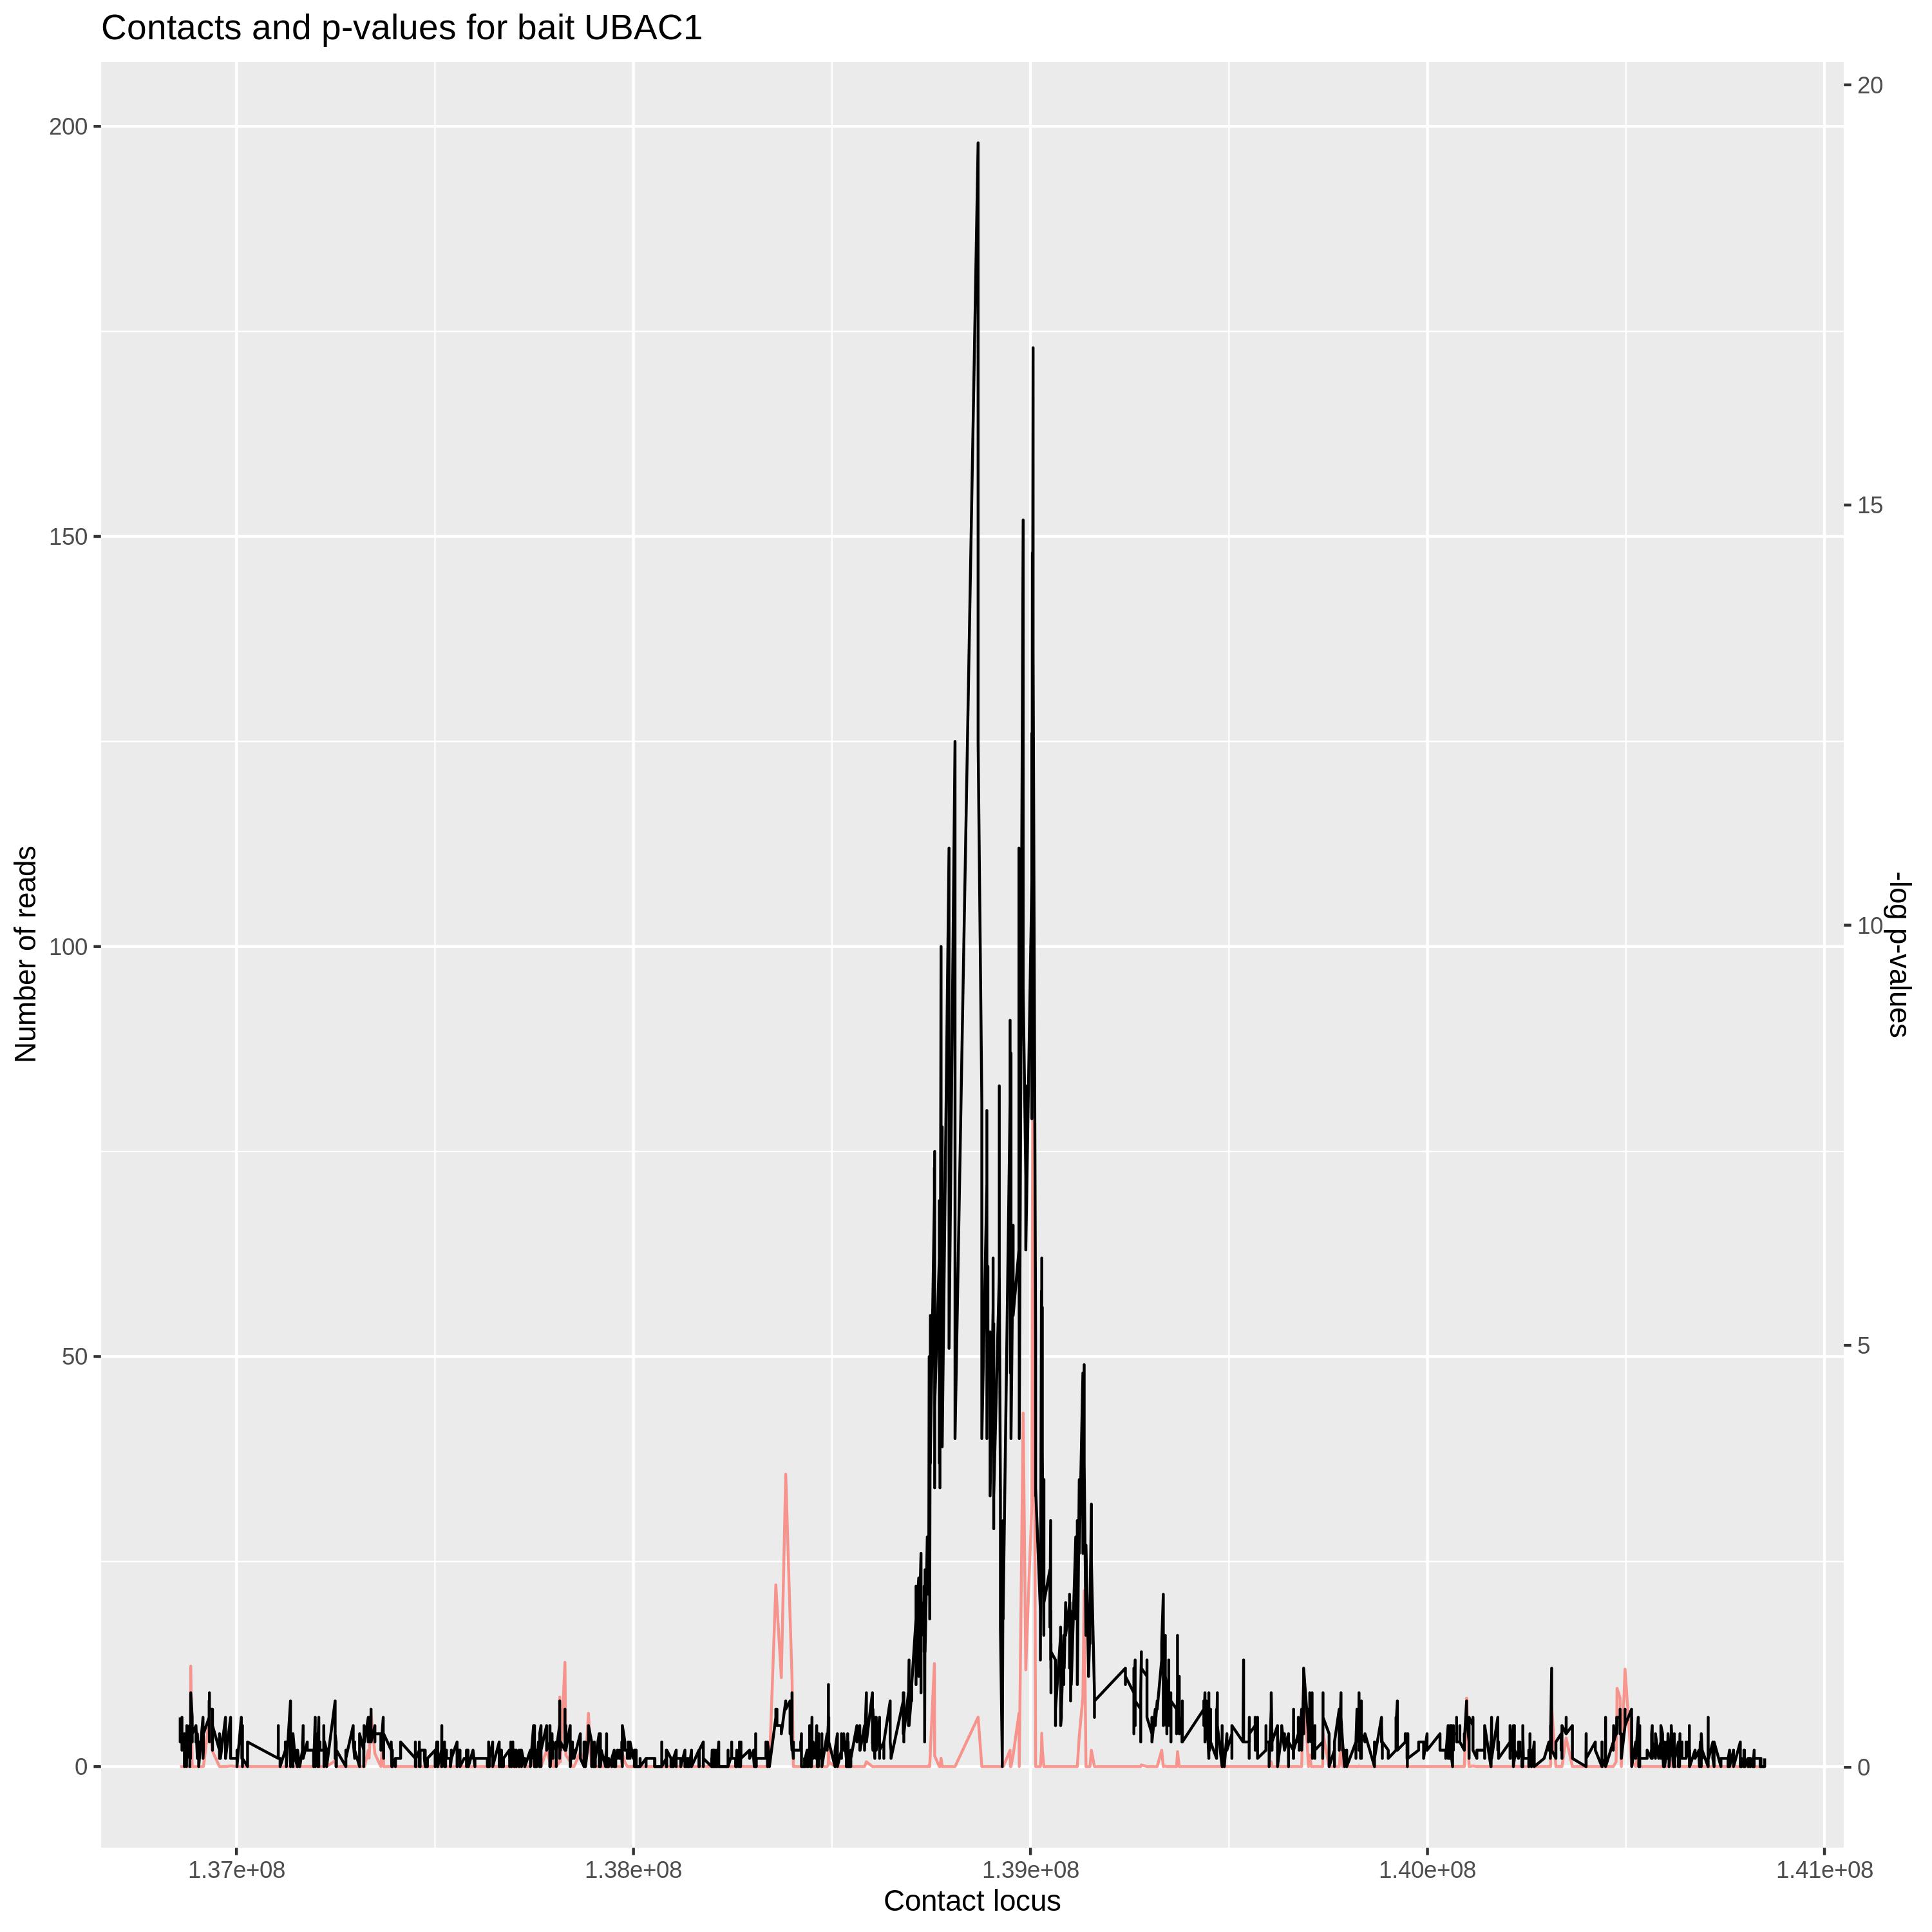 Contacts and p-values for bait UBAC1
200
150
100
50
0
Number of reads
20
15
10
5
0
-log p-values
1.37e+08 1.38e+08 1.39e+08 1.40e+08 1.41e+08
Contact locus